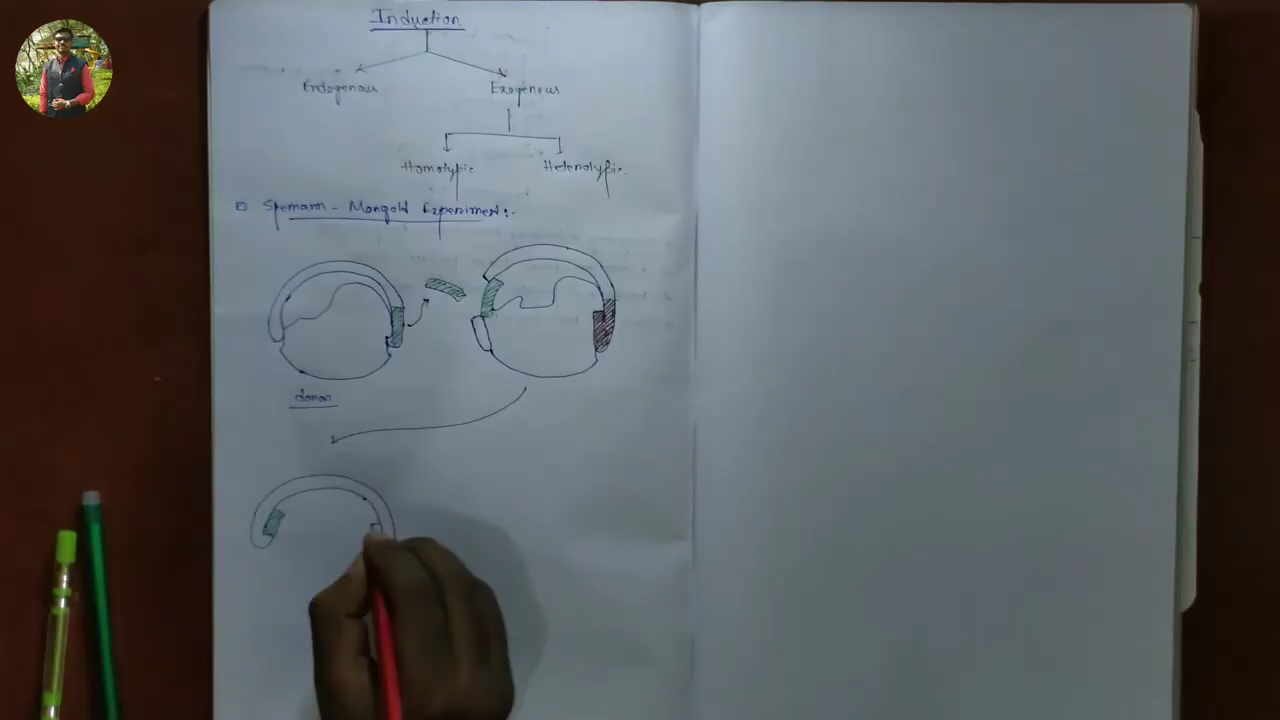 Induction
Endogenous Exogenous
Homotypic Heterotypic.
Spemann - Mangold Experiment:-
donor